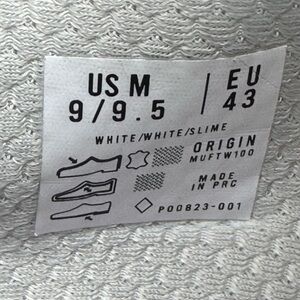 US M | EU
9/9.5 | 43
WHITE/WHITE/SLIME
ORIGIN
MUFTW100
MADE
IN PRC
P00823-001